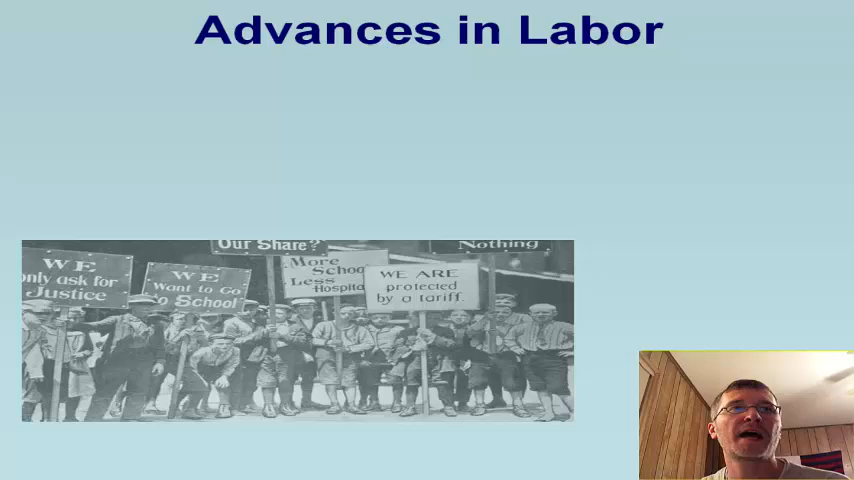 Advances in Labor
Our Share?
Nothing
WE
only ask for
Justice
WE
Want to Go
to School
More
School
Less
Hospita
WE ARE
protected
by a tariff.